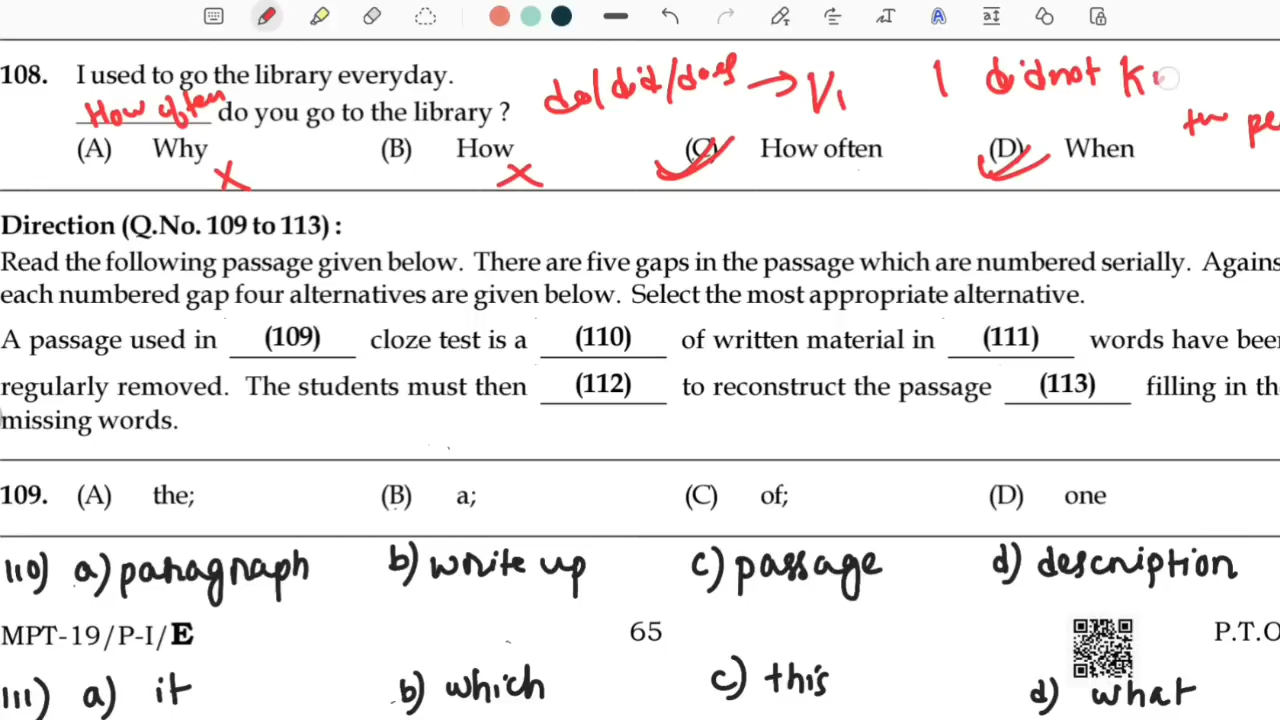 108. I used to go the library everyday.
do/did/does → V1
I did not K
How often do you go to the library ?
(A) Why (B) How (C) How often (D) When
Direction (Q.No. 109 to 113) :
Read the following passage given below. There are five gaps in the passage which are numbered serially. Agains
each numbered gap four alternatives are given below. Select the most appropriate alternative.
A passage used in (109) cloze test is a (110) of written material in (111) words have been
regularly removed. The students must then (112) to reconstruct the passage (113) filling in th
missing words.
109. (A) the; (B) a; (C) of; (D) one
110) a) paragraph b) write up c) passage d) description
MPT-19/P-I/E 65 P.T.O
111) a) it b) which c) this d) what